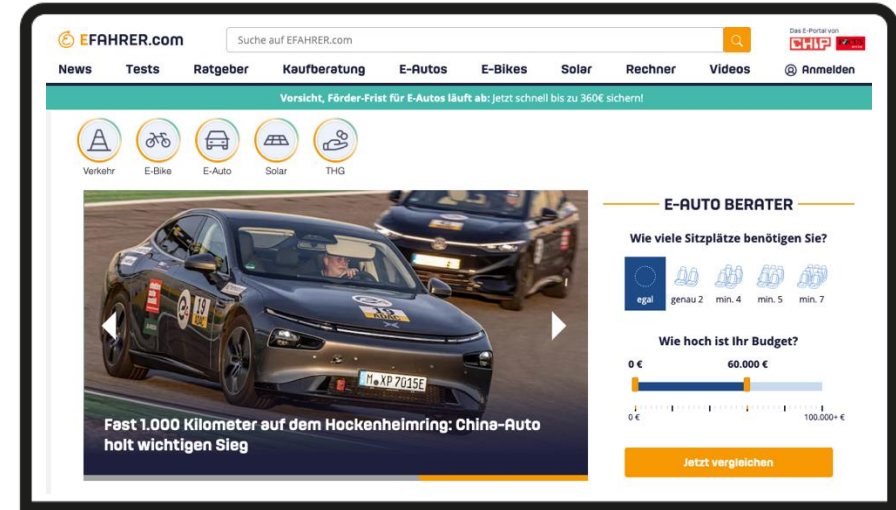 EFAHRER.com
Suche auf EFAHRER.com
Das E-Portal von
CHIP
News Tests Ratgeber Kaufberatung E-Autos E-Bikes Solar Rechner Videos Anmelden
Vorsicht, Förder-Frist für E-Autos läuft ab: Jetzt schnell bis zu 360€ sichern!
Verkehr E-Bike E-Auto Solar THG
19
ADAC
M XP 7015E
Fast 1.000 Kilometer auf dem Hockenheimring: China-Auto
holt wichtigen Sieg
E-AUTO BERATER
Wie viele Sitzplätze benötigen Sie?
egal genau 2 min. 4 min. 5 min. 7
Wie hoch ist Ihr Budget?
0 € 60.000 €
0 € 100.000+ €
Jetzt vergleichen